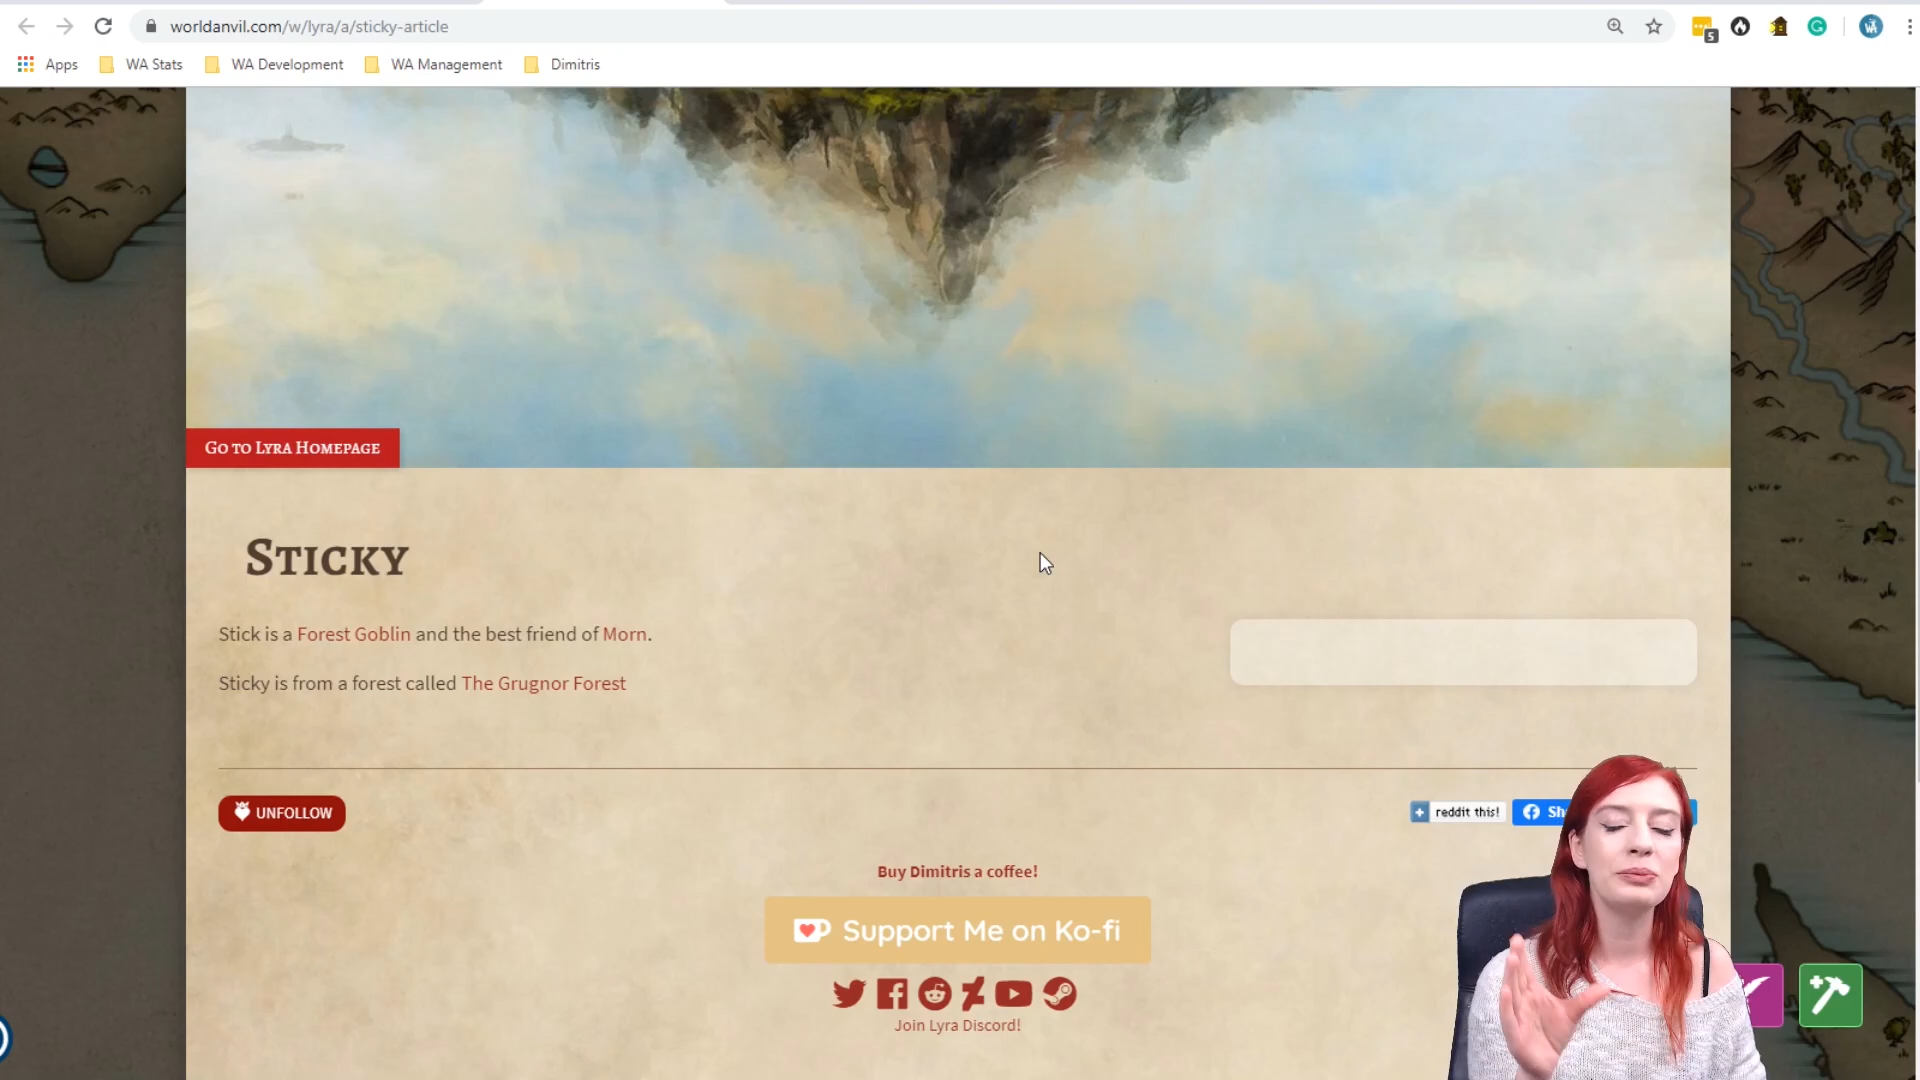 worldanvil.com/w/lyra/a/sticky-article
5
Apps
WA Stats
WA Development
WA Management
Dimitris
Go to Lyra Homepage
Sticky
Stick is a Forest Goblin and the best friend of Morn.
Sticky is from a forest called The Grugnor Forest
UNFOLLOW
reddit this!
Sh
Buy Dimitris a coffee!
Support Me on Ko-fi
Join Lyra Discord!